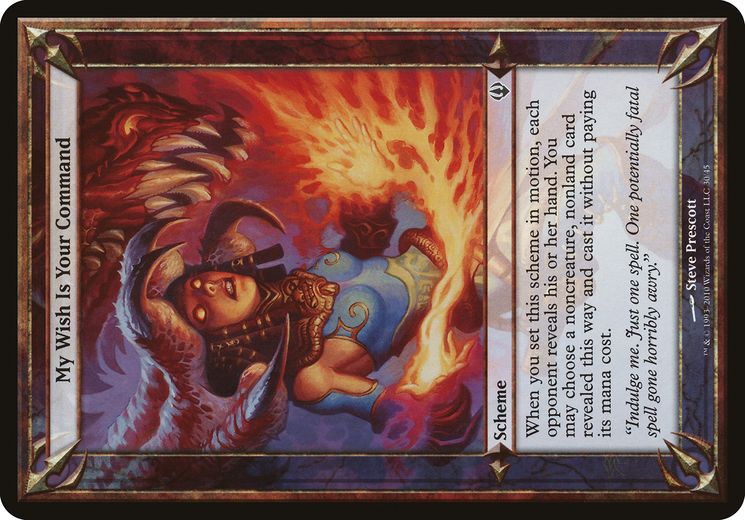 My Wish Is Your Command
Scheme
When you set this scheme in motion, each
opponent reveals his or her hand. You
may choose a noncreature, nonland card
revealed this way and cast it without paying
its mana cost.
“Indulge me. Just one spell. One potentially fatal
spell gone horribly awry.”
Steve Prescott
™ & © 1993–2010 Wizards of the Coast LLC 30/45